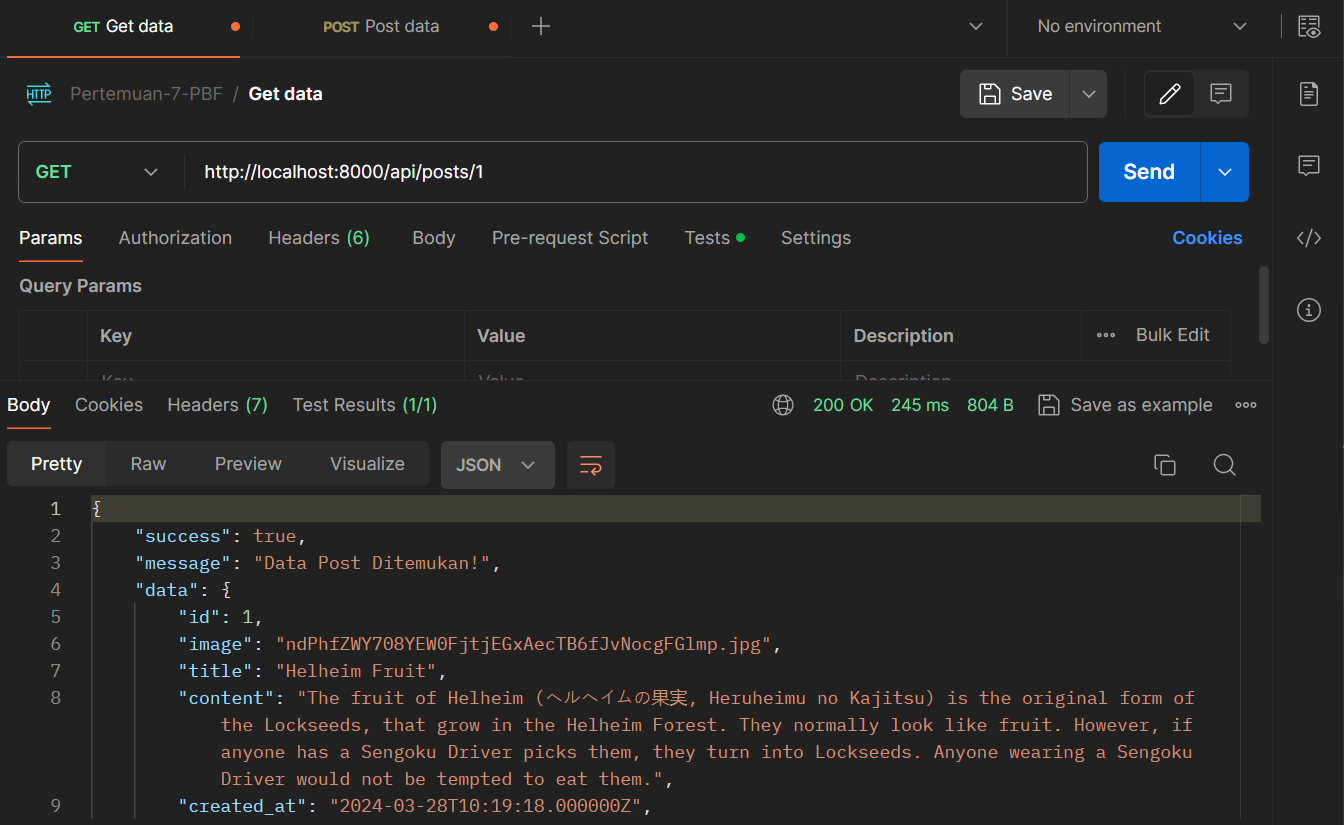 GET Get data POST Post data No environment
HTTP Pertemuan-7-PBF / Get data Save
GET http://localhost:8000/api/posts/1 Send
Params Authorization Headers (6) Body Pre-request Script Tests Settings Cookies
Query Params
Key Value Description Bulk Edit
Key Value Description
Body Cookies Headers (7) Test Results (1/1) 200 OK 245 ms 804 B Save as example
Pretty Raw Preview Visualize JSON
1 {
2 "success": true,
3 "message": "Data Post Ditemukan!",
4 "data": {
5 "id": 1,
6 "image": "ndPhfZWY708YEW0FjtjEGxAecTB6fJvNocgFGlmp.jpg",
7 "title": "Helheim Fruit",
8 "content": "The fruit of Helheim (ヘルヘイムの果実, Heruheimu no Kajitsu) is the original form of
the Lockseeds, that grow in the Helheim Forest. They normally look like fruit. However, if
anyone has a Sengoku Driver picks them, they turn into Lockseeds. Anyone wearing a Sengoku
Driver would not be tempted to eat them.",
9 "created_at": "2024-03-28T10:19:18.000000Z",